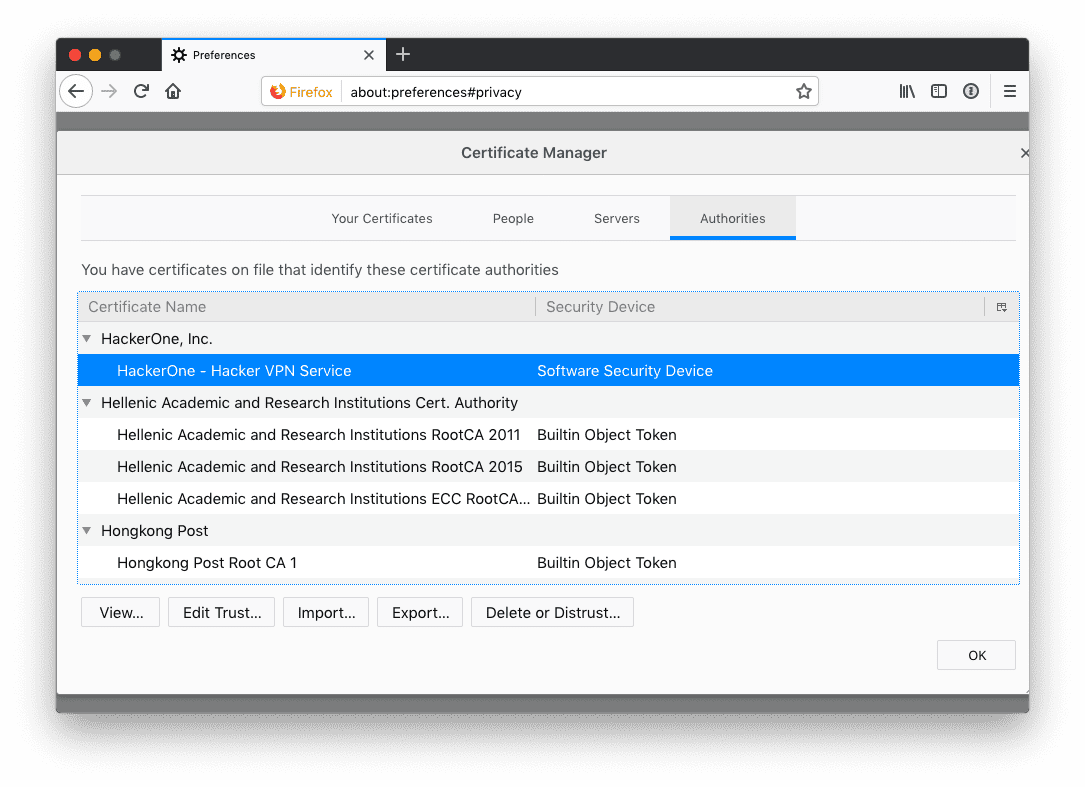 Preferences
Firefox about:preferences#privacy
Certificate Manager
Your Certificates People Servers Authorities
You have certificates on file that identify these certificate authorities
Certificate Name Security Device
HackerOne, Inc.
HackerOne - Hacker VPN Service Software Security Device
Hellenic Academic and Research Institutions Cert. Authority
Hellenic Academic and Research Institutions RootCA 2011 Builtin Object Token
Hellenic Academic and Research Institutions RootCA 2015 Builtin Object Token
Hellenic Academic and Research Institutions ECC RootCA... Builtin Object Token
Hongkong Post
Hongkong Post Root CA 1 Builtin Object Token
View... Edit Trust... Import... Export... Delete or Distrust...
OK